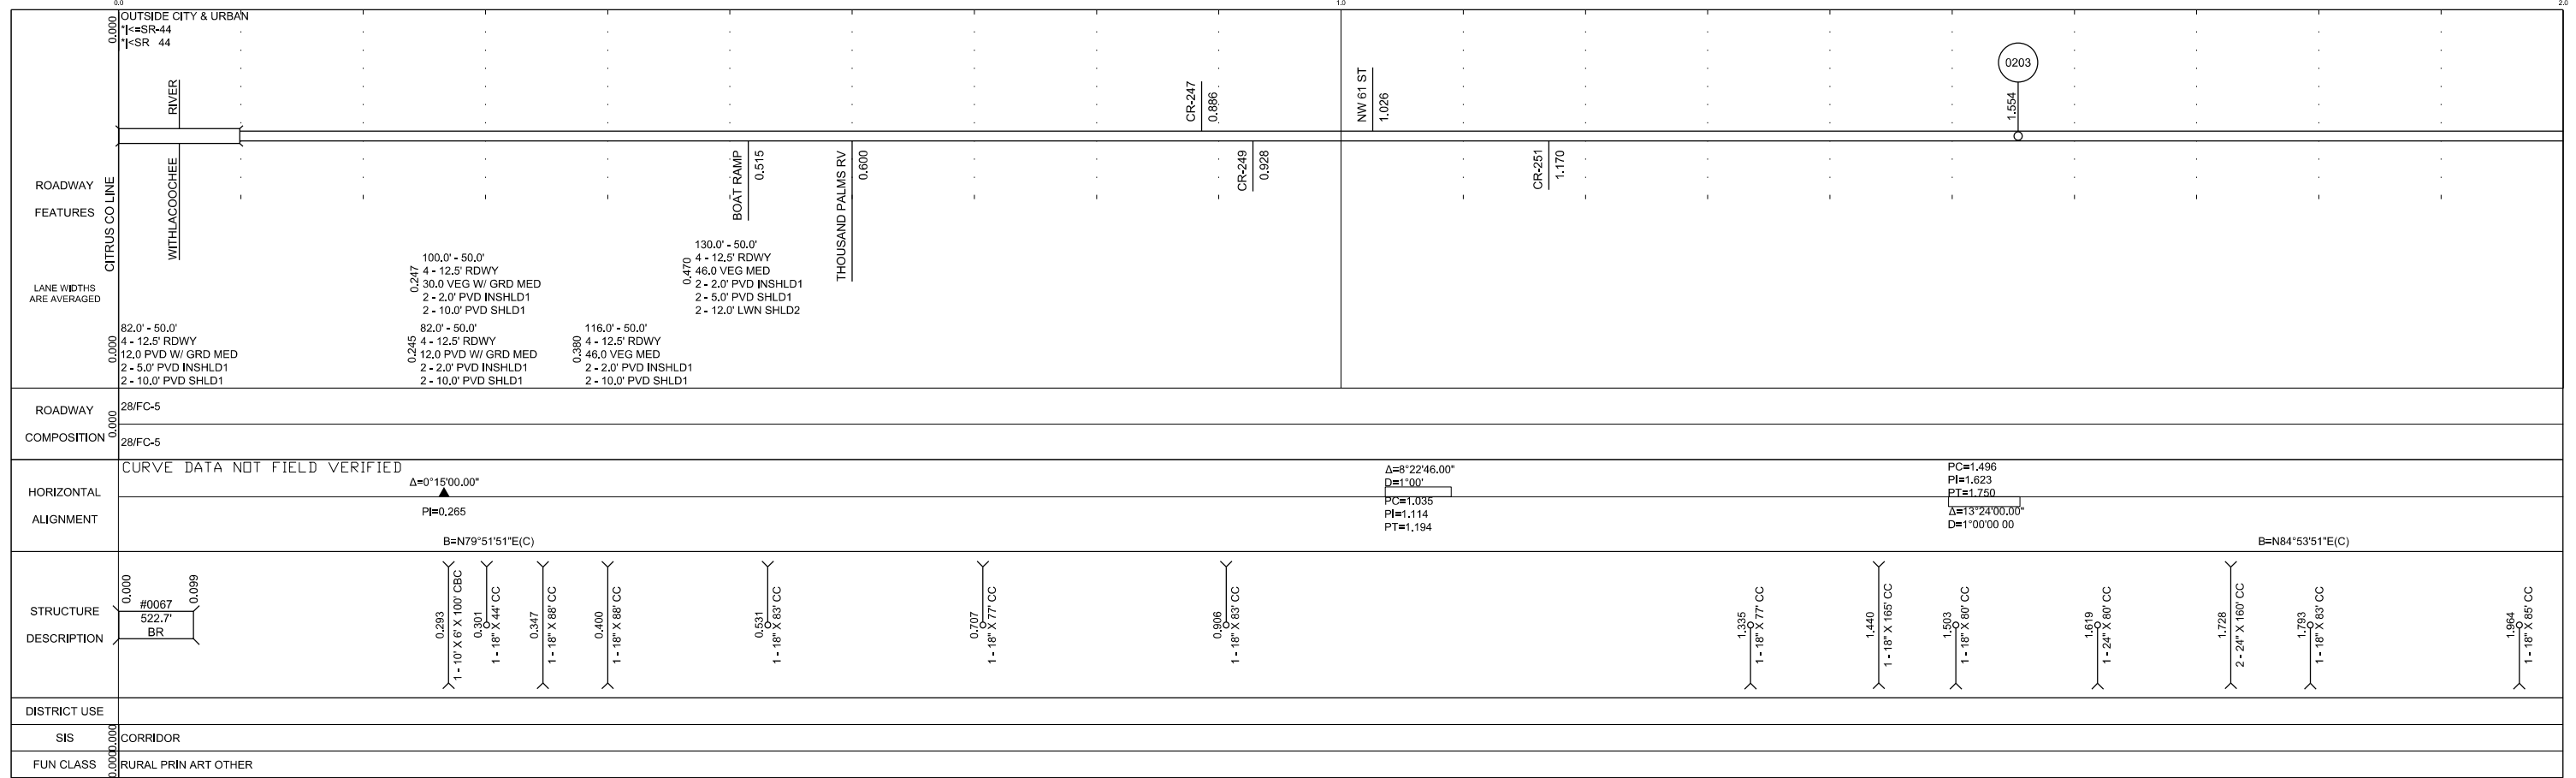 0.0
1.0
2.0
0.000
OUTSIDE CITY & URBAN
*|<=SR-44
*|<SR 44
RIVER
WITHLACOOCHEE
CITRUS CO LINE
ROADWAY
FEATURES
LANE WIDTHS
ARE AVERAGED
BOAT RAMP
0.515
THOUSAND PALMS RV
0.600
CR-247
0.886
CR-249
0.928
NW 61 ST
1.026
CR-251
1.170
0203
1.554
0.247
100.0' - 50.0'
4 - 12.5' RDWY
30.0 VEG W/ GRD MED
2 - 2.0' PVD INSHLD1
2 - 10.0' PVD SHLD1
0.470
130.0' - 50.0'
4 - 12.5' RDWY
46.0 VEG MED
2 - 2.0' PVD INSHLD1
2 - 5.0' PVD SHLD1
2 - 12.0' LWN SHLD2
0.000
82.0' - 50.0'
4 - 12.5' RDWY
12.0 PVD W/ GRD MED
2 - 5.0' PVD INSHLD1
2 - 10.0' PVD SHLD1
0.245
82.0' - 50.0'
4 - 12.5' RDWY
12.0 PVD W/ GRD MED
2 - 2.0' PVD INSHLD1
2 - 10.0' PVD SHLD1
0.380
116.0' - 50.0'
4 - 12.5' RDWY
46.0 VEG MED
2 - 2.0' PVD INSHLD1
2 - 10.0' PVD SHLD1
ROADWAY
COMPOSITION
0.000
28/FC-5
28/FC-5
HORIZONTAL
ALIGNMENT
CURVE DATA NOT FIELD VERIFIED
Δ=0°15'00.00"
PI=0.265
B=N79°51'51"E(C)
Δ=8°22'46.00"
D=1°00'
PC=1.035
PI=1.114
PT=1.194
PC=1.496
PI=1.623
PT=1.750
Δ=13°24'00.00"
D=1°00'00 00
B=N84°53'51"E(C)
STRUCTURE
DESCRIPTION
0.000
0.099
#0067
522.7'
BR
0.293
1 - 10' X 6' X 100' CBC
0.301
1 - 18" X 44' CC
0.347
1 - 18" X 88' CC
0.400
1 - 18" X 88' CC
0.531
1 - 18" X 83' CC
0.707
1 - 18" X 77' CC
0.906
1 - 18" X 83' CC
1.335
1 - 18" X 77' CC
1.440
1 - 18" X 165' CC
1.503
1 - 18" X 80' CC
1.619
1 - 24" X 80' CC
1.728
2 - 24" X 160' CC
1.793
1 - 18" X 83' CC
1.964
1 - 18" X 85' CC
DISTRICT USE
SIS
0.000
CORRIDOR
FUN CLASS
0.000
RURAL PRIN ART OTHER